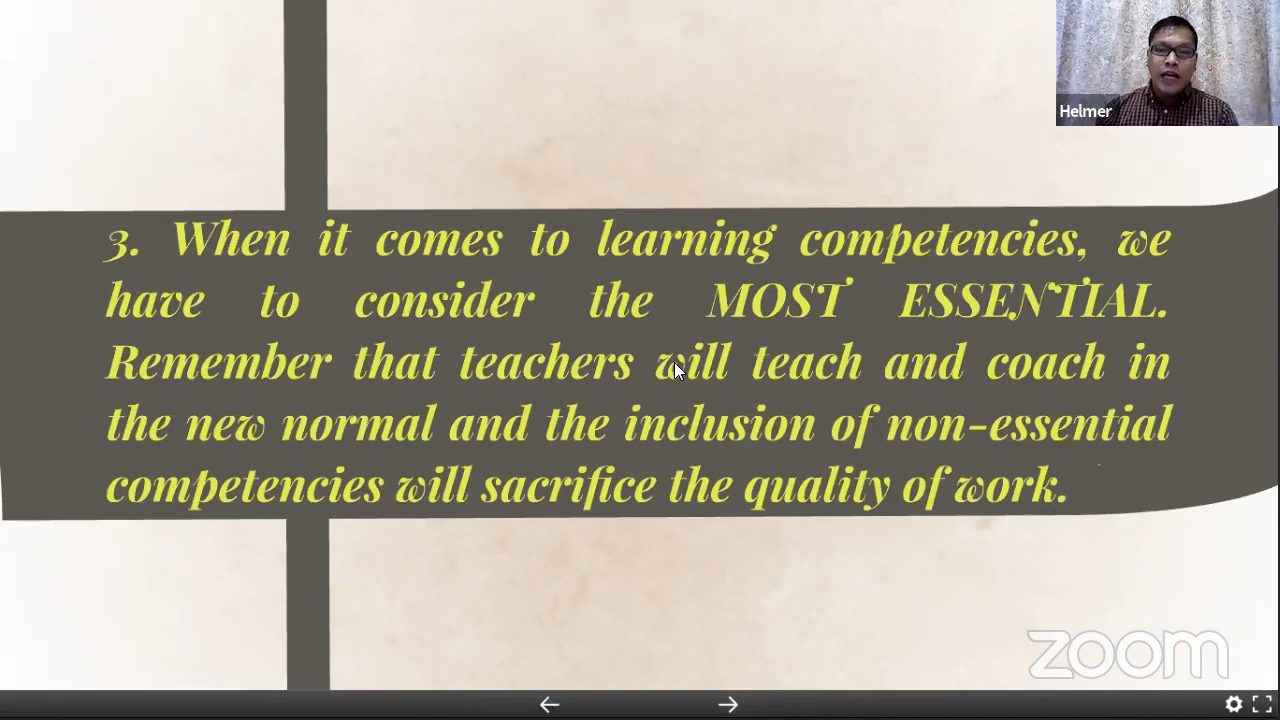 Helmer
3. When it comes to learning competencies, we
have to consider the MOST ESSENTIAL.
Remember that teachers will teach and coach in
the new normal and the inclusion of non-essential
competencies will sacrifice the quality of work.
zoom